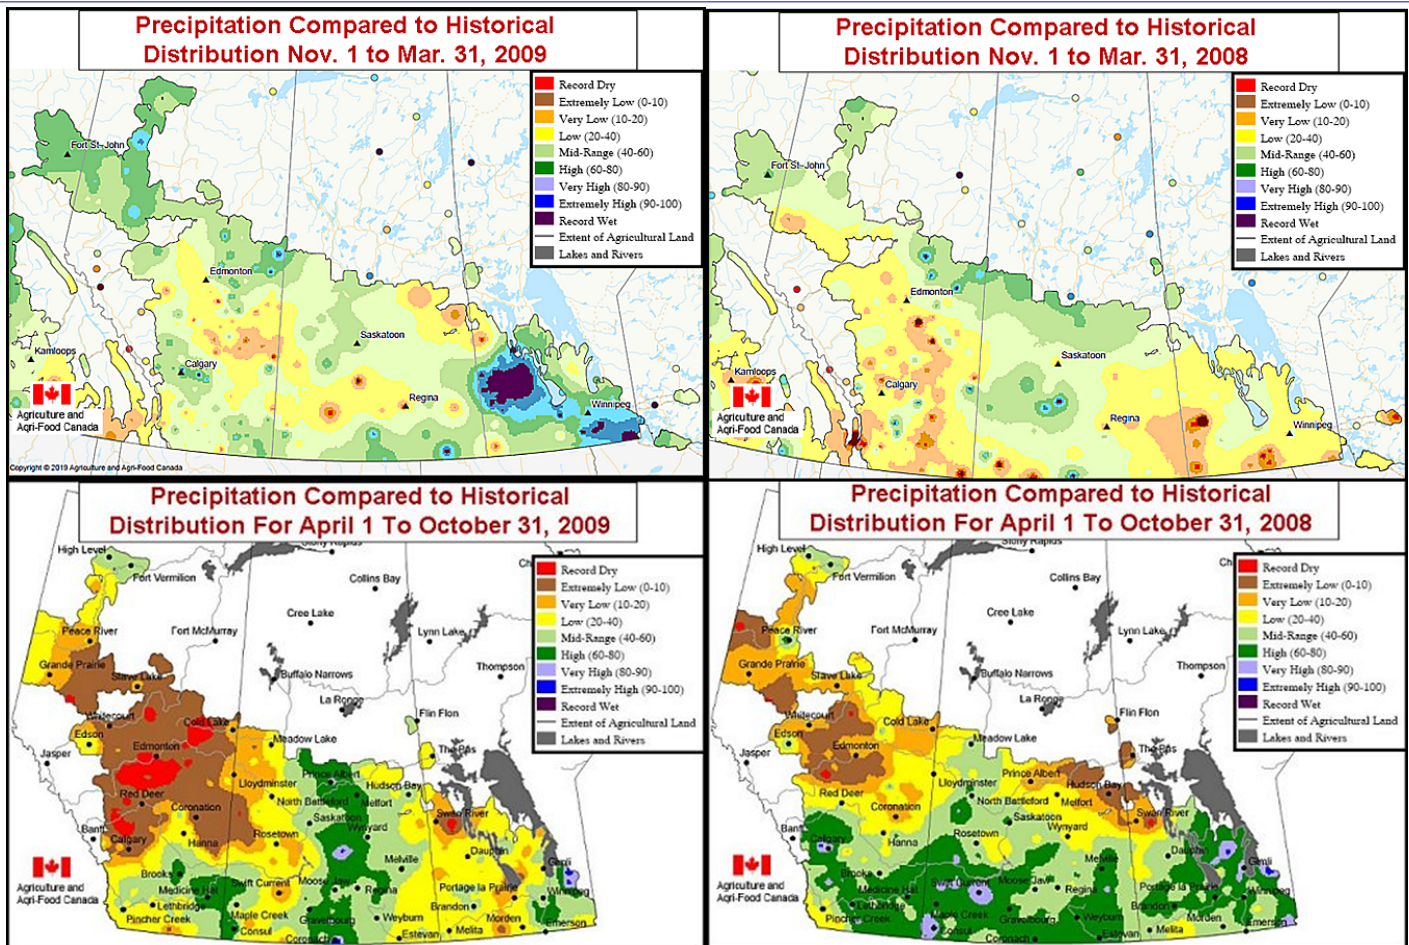 Precipitation Compared to Historical
Distribution Nov. 1 to Mar. 31, 2009
Record Dry
Extremely Low (0-10)
Very Low (10-20)
Low (20-40)
Mid-Range (40-60)
High (60-80)
Very High (80-90)
Extremely High (90-100)
Record Wet
Extent of Agricultural Land
Lakes and Rivers
Fort St-John
Edmonton
Saskatoon
Kamloops
Calgary
Regina
Winnipeg
Agriculture and
Agri-Food Canada
Copyright © 2019 Agriculture and Agri-Food Canada
Precipitation Compared to Historical
Distribution Nov. 1 to Mar. 31, 2008
Record Dry
Extremely Low (0-10)
Very Low (10-20)
Low (20-40)
Mid-Range (40-60)
High (60-80)
Very High (80-90)
Extremely High (90-100)
Record Wet
Extent of Agricultural Land
Lakes and Rivers
Fort St-John
Edmonton
Saskatoon
Kamloops
Calgary
Regina
Winnipeg
Agriculture and
Agri-Food Canada
Precipitation Compared to Historical
Distribution For April 1 To October 31, 2009
Record Dry
Extremely Low (0-10)
Very Low (10-20)
Low (20-40)
Mid-Range (40-60)
High (60-80)
Very High (80-90)
Extremely High (90-100)
Record Wet
Extent of Agricultural Land
Lakes and Rivers
High Level
Stony Rapids
Fort Vermilion
Collins Bay
Cree Lake
Peace River
Fort McMurray
Lynn Lake
Grande Prairie
Thompson
Slave Lake
Buffalo Narrows
La Ronge
Whitecourt
Cold Lake
Flin Flon
Edson
Meadow Lake
Jasper
Edmonton
The Pas
Prince Albert
Lloydminster
Hudson Bay
Red Deer
North Battleford
Melfort
Coronation
Saskatoon
Swan River
Banff
Calgary
Hanna
Rosetown
Wynyard
Dauphin
Melville
Gimli
Brooks
Swift Current
Moose Jaw
Medicine Hat
Regina
Portage la Prairie
Winnipeg
Lethbridge
Brandon
Pincher Creek
Maple Creek
Gravelbourg
Weyburn
Morden
Emerson
Consul
Coronach
Estevan
Melita
Agriculture and
Agri-Food Canada
Precipitation Compared to Historical
Distribution For April 1 To October 31, 2008
Record Dry
Extremely Low (0-10)
Very Low (10-20)
Low (20-40)
Mid-Range (40-60)
High (60-80)
Very High (80-90)
Extremely High (90-100)
Record Wet
Extent of Agricultural Land
Lakes and Rivers
High Level
Stony Rapids
Fort Vermilion
Collins Bay
Cree Lake
Peace River
Fort McMurray
Lynn Lake
Grande Prairie
Thompson
Slave Lake
Buffalo Narrows
La Ronge
Whitecourt
Cold Lake
Flin Flon
Edson
Meadow Lake
Jasper
Edmonton
The Pas
Prince Albert
Lloydminster
Hudson Bay
Red Deer
North Battleford
Melfort
Coronation
Saskatoon
Swan River
Banff
Calgary
Hanna
Rosetown
Wynyard
Dauphin
Melville
Gimli
Brooks
Swift Current
Moose Jaw
Medicine Hat
Regina
Portage la Prairie
Winnipeg
Lethbridge
Brandon
Pincher Creek
Maple Creek
Gravelbourg
Weyburn
Morden
Emerson
Consul
Coronach
Estevan
Melita
Agriculture and
Agri-Food Canada